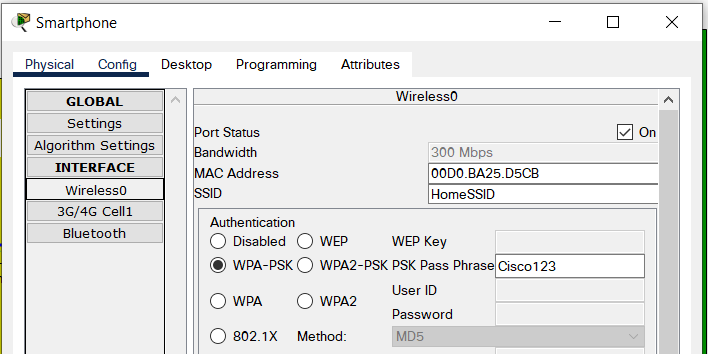 Smartphone
Physical Config Desktop Programming Attributes
GLOBAL
Settings
Algorithm Settings
INTERFACE
Wireless0
3G/4G Cell1
Bluetooth
Wireless0
Port Status On
Bandwidth 300 Mbps
MAC Address 00D0.BA25.D5CB
SSID HomeSSID
Authentication
Disabled WEP WEP Key
WPA-PSK WPA2-PSK PSK Pass Phrase Cisco123
User ID
WPA WPA2
Password
802.1X Method: MD5